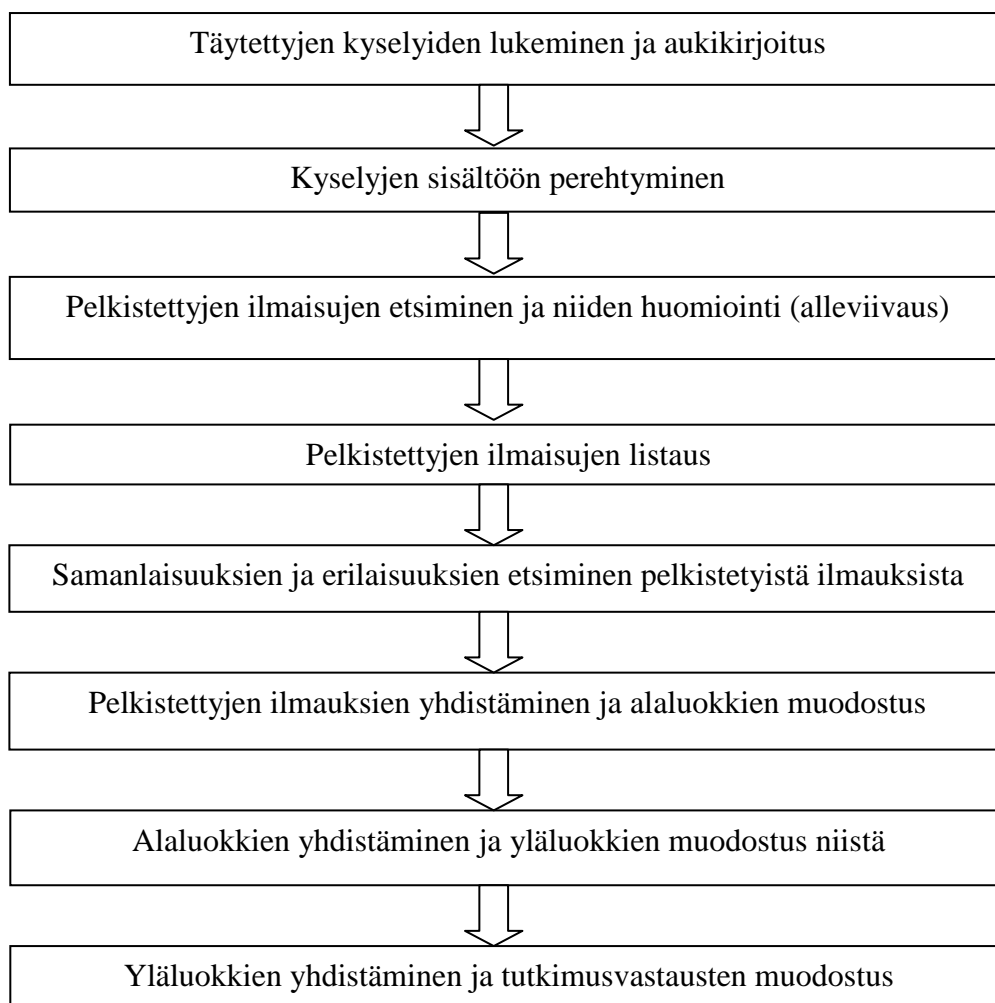 Täytettyjen kyselyiden lukeminen ja aukikirjoitus
Kyselyjen sisältöön perehtyminen
Pelkistettyjen ilmaisujen etsiminen ja niiden huomiointi (alleviivaus)
Pelkistettyjen ilmaisujen listaus
Samanlaisuuksien ja erilaisuuksien etsiminen pelkistetyistä ilmauksista
Pelkistettyjen ilmauksien yhdistäminen ja alaluokkien muodostus
Alaluokkien yhdistäminen ja yläluokkien muodostus niistä
Yläluokkien yhdistäminen ja tutkimusvastausten muodostus